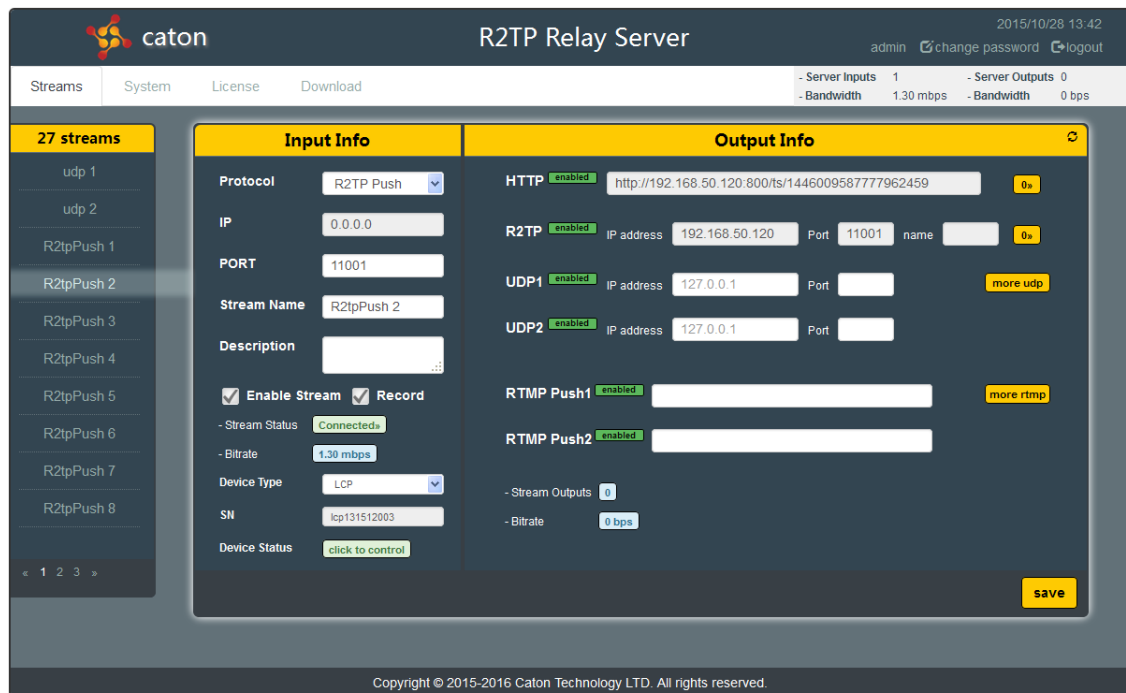 caton
R2TP Relay Server
2015/10/28 13:42
admin change password logout
Streams System License Download
- Server Inputs 1 - Server Outputs 0
- Bandwidth 1.30 mbps - Bandwidth 0 bps
27 streams
udp 1
udp 2
R2tpPush 1
R2tpPush 2
R2tpPush 3
R2tpPush 4
R2tpPush 5
R2tpPush 6
R2tpPush 7
R2tpPush 8
« 1 2 3 »
Input Info
Protocol R2TP Push
IP 0.0.0.0
PORT 11001
Stream Name R2tpPush 2
Description
Enable Stream Record
- Stream Status Connected»
- Bitrate 1.30 mbps
Device Type LCP
SN lcp131512003
Device Status click to control
Output Info
HTTP enabled http://192.168.50.120:800/ts/1446009587777962459 0»
R2TP enabled IP address 192.168.50.120 Port 11001 name 0»
UDP1 enabled IP address 127.0.0.1 Port more udp
UDP2 enabled IP address 127.0.0.1 Port
RTMP Push1 enabled more rtmp
RTMP Push2 enabled
- Stream Outputs 0
- Bitrate 0 bps
save
Copyright © 2015-2016 Caton Technology LTD. All rights reserved.